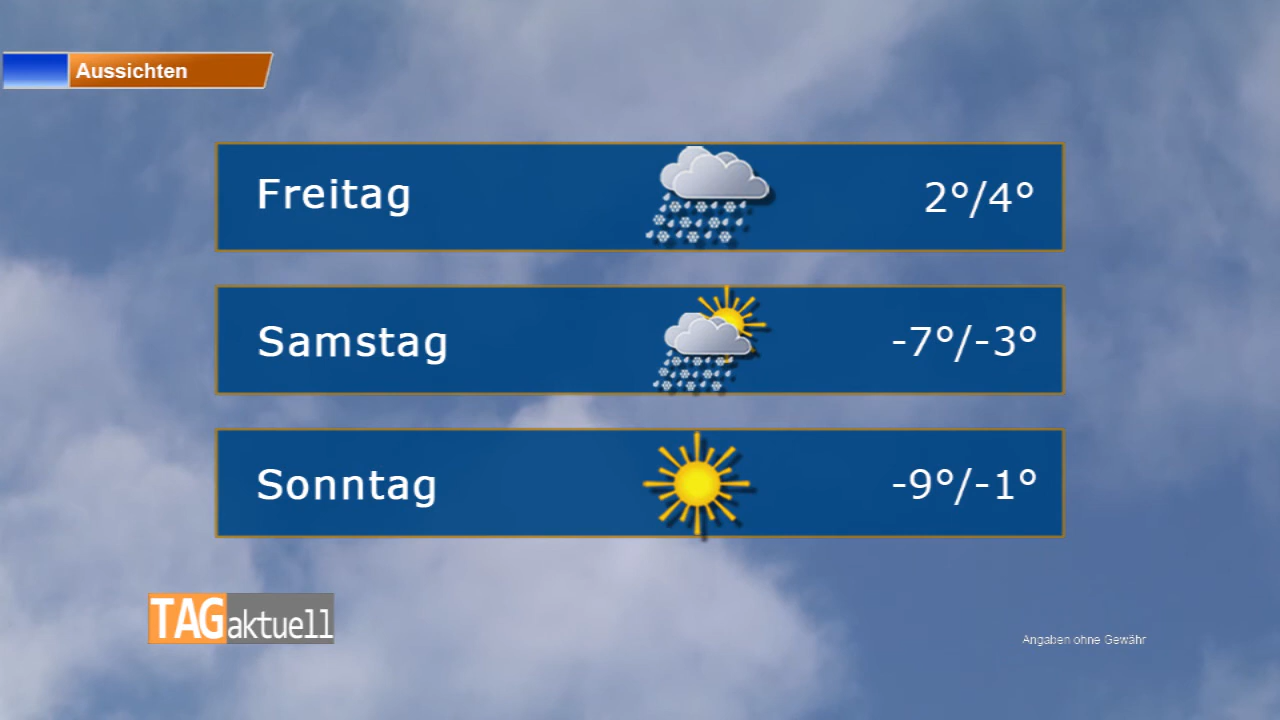 Aussichten
Freitag 2°/4°
Samstag -7°/-3°
Sonntag -9°/-1°
TAGaktuell
Angaben ohne Gewähr